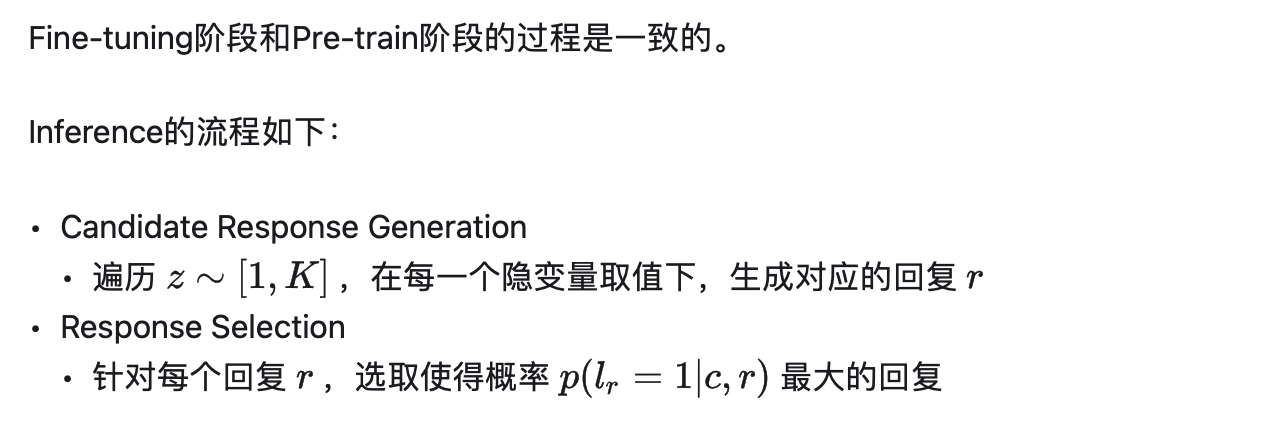 Fine-tuning阶段和Pre-train阶段的过程是一致的。
Inference的流程如下：
• Candidate Response Generation
• 遍历 z ∼ [1, K] ，在每一个隐变量取值下，生成对应的回复 r
• Response Selection
• 针对每个回复 r ，选取使得概率 p(l_r = 1|c, r) 最大的回复